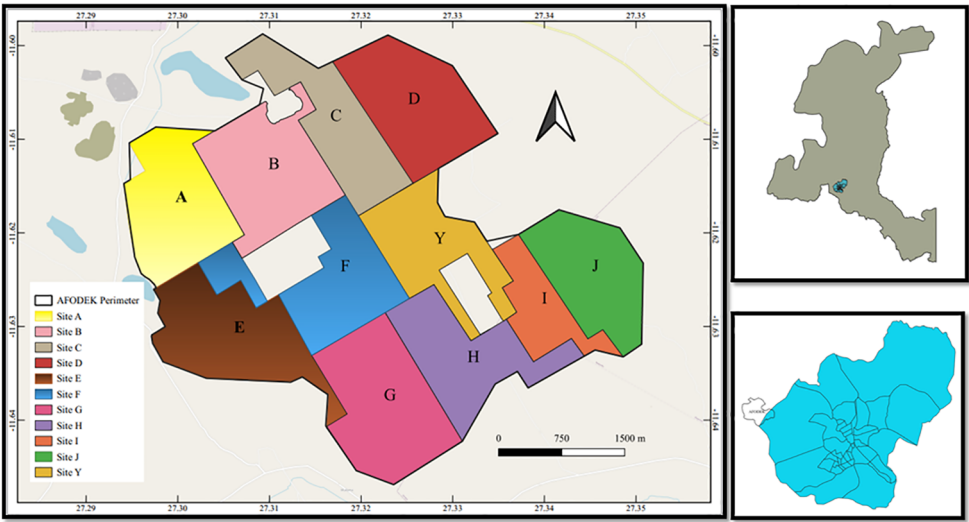 27.29 27.30 27.31 27.32 27.33 27.34 27.35
-11.60 -11.60
-11.61 -11.61
-11.62 -11.62
-11.63 -11.63
-11.64 -11.64
D
C
B
A
Y
F
J
I
E
H
G
AFODEK Perimeter
Site A
Site B
Site C
Site D
Site E
Site F
Site G
Site H
Site I
Site J
Site Y
0 750 1500 m
27.29 27.30 27.31 27.32 27.33 27.34 27.35